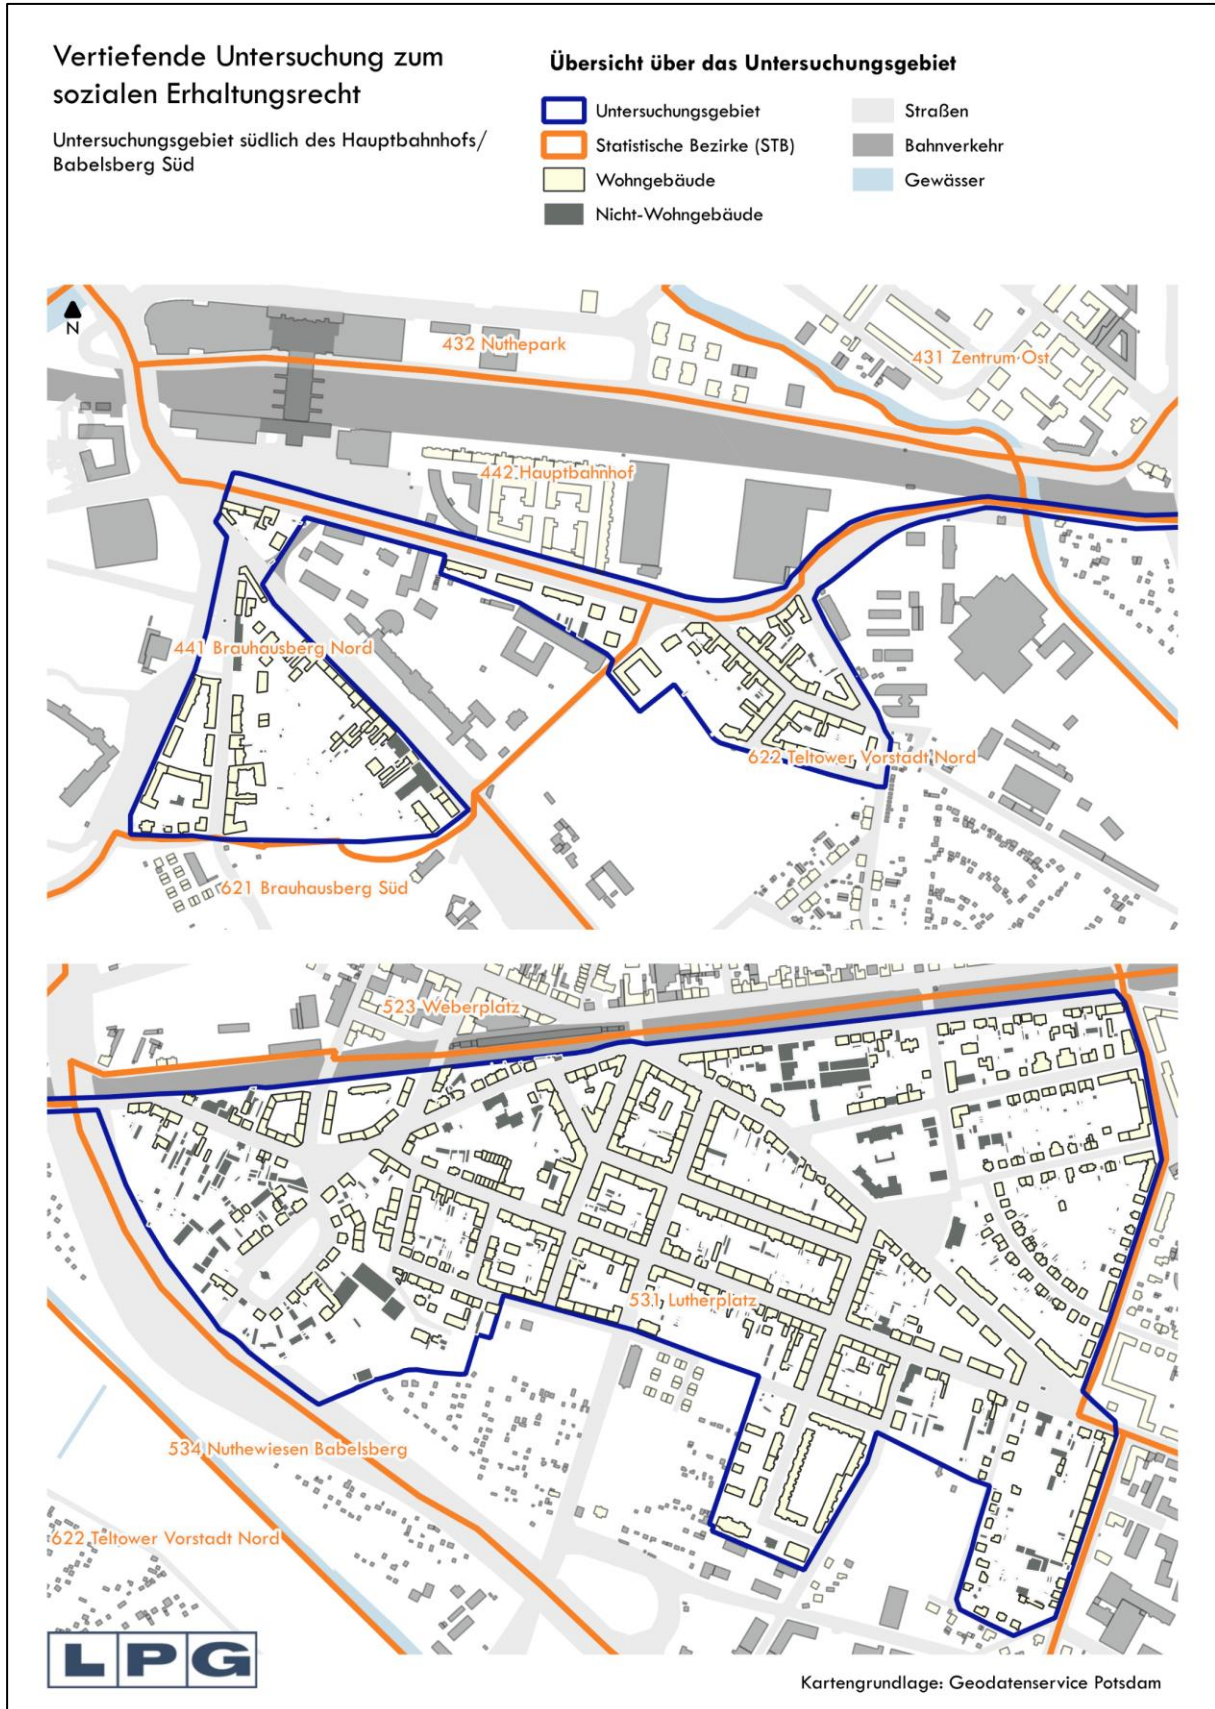 Vertiefende Untersuchung zum
sozialen Erhaltungsrecht
Untersuchungsgebiet südlich des Hauptbahnhofs/
Babelsberg Süd
Übersicht über das Untersuchungsgebiet
Untersuchungsgebiet
Statistische Bezirke (STB)
Wohngebäude
Nicht-Wohngebäude
Straßen
Bahnverkehr
Gewässer
N
432 Nuthepark
431 Zentrum Ost
442 Hauptbahnhof
441 Brauhausberg Nord
622 Teltower Vorstadt Nord
621 Brauhausberg Süd
523 Weberplatz
531 Lutherplatz
534 Nuthewiesen Babelsberg
622 Teltower Vorstadt Nord
LPG
Kartengrundlage: Geodatenservice Potsdam